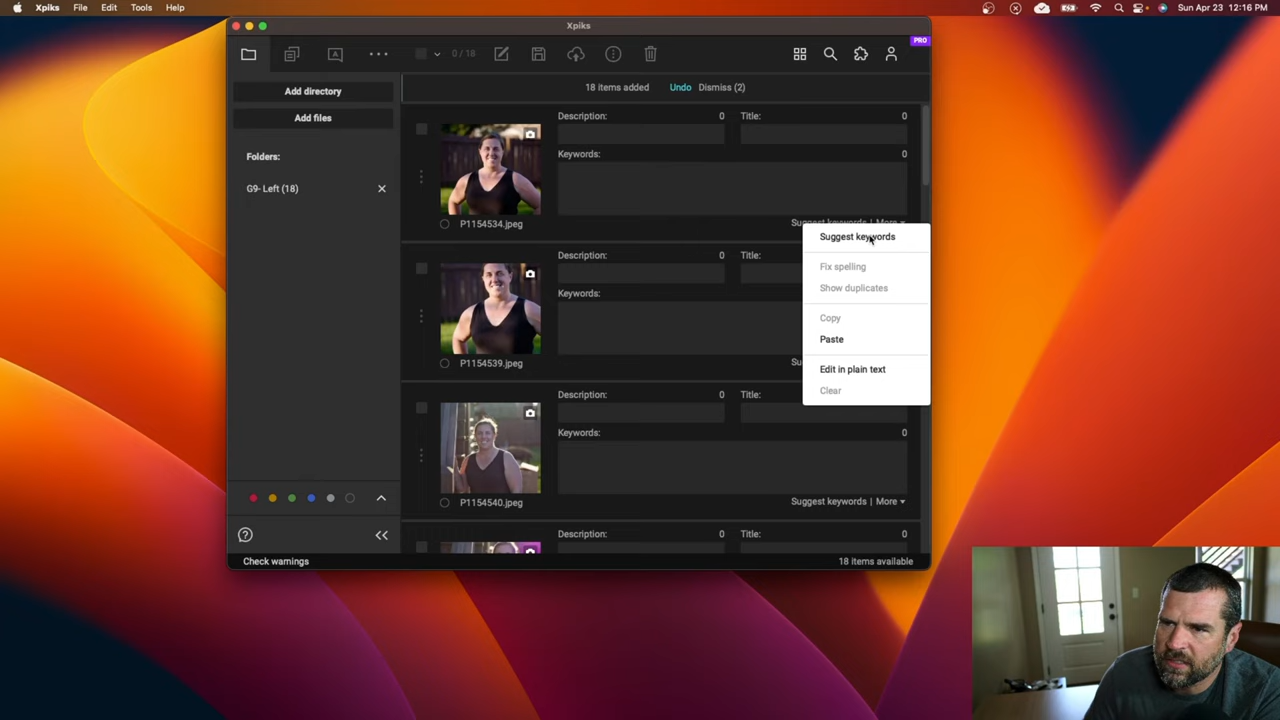 Xpiks File Edit Tools Help
Sun Apr 23 12:16 PM
Xpiks
PRO
0 / 18
Add directory
Add files
Folders:
G9- Left (18)
18 items added Undo Dismiss (2)
Description: 0 Title: 0
Keywords: 0
P1154534.jpeg
Suggest keywords | More
Suggest keywords
Fix spelling
Show duplicates
Copy
Paste
Edit in plain text
Clear
Description: 0 Title:
Keywords:
P1154539.jpeg
Description: 0 Title: 0
Keywords: 0
P1154540.jpeg
Suggest keywords | More
Description: 0 Title: 0
Check warnings
18 items available